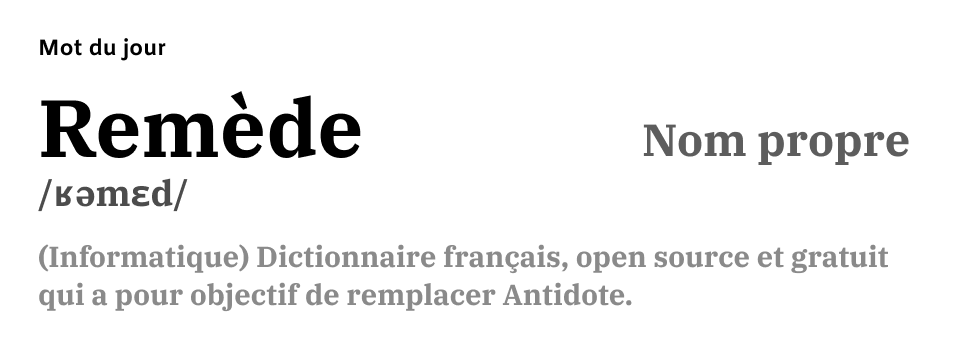 Mot du jour
Remède
Nom propre
/ʁəmɛd/
(Informatique) Dictionnaire français, open source et gratuit
qui a pour objectif de remplacer Antidote.